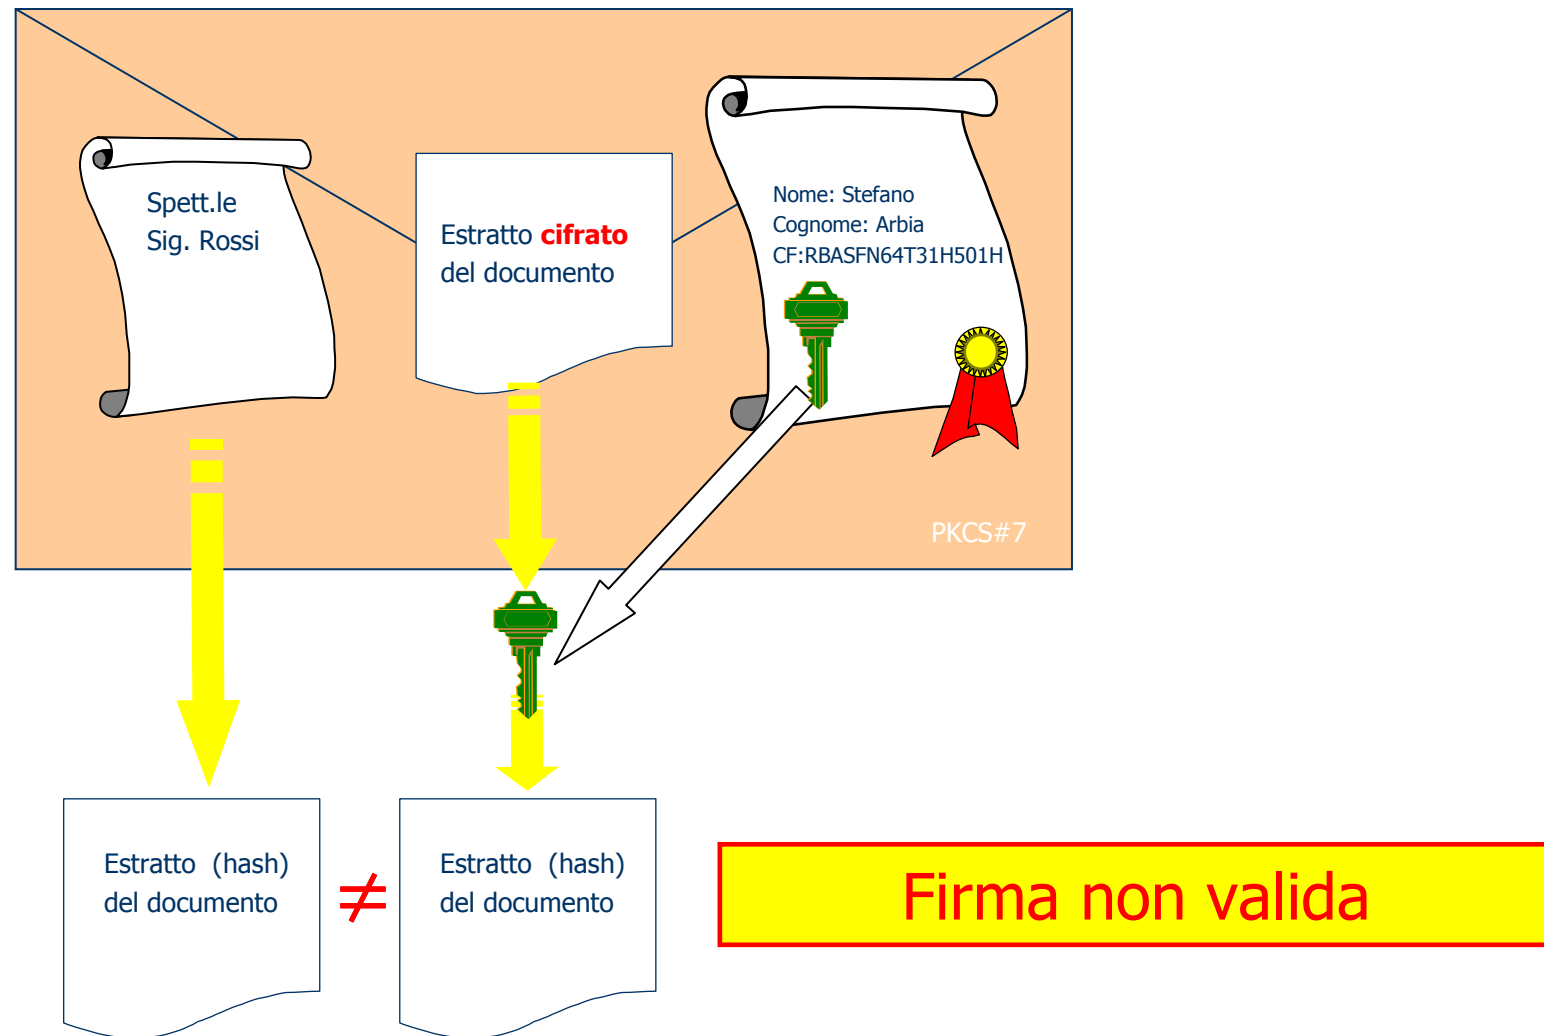 Spett.le
Sig. Rossi
Estratto cifrato
del documento
Nome: Stefano
Cognome: Arbia
CF:RBASFN64T31H501H
PKCS#7
Estratto (hash)
del documento
≠
Estratto (hash)
del documento
Firma non valida